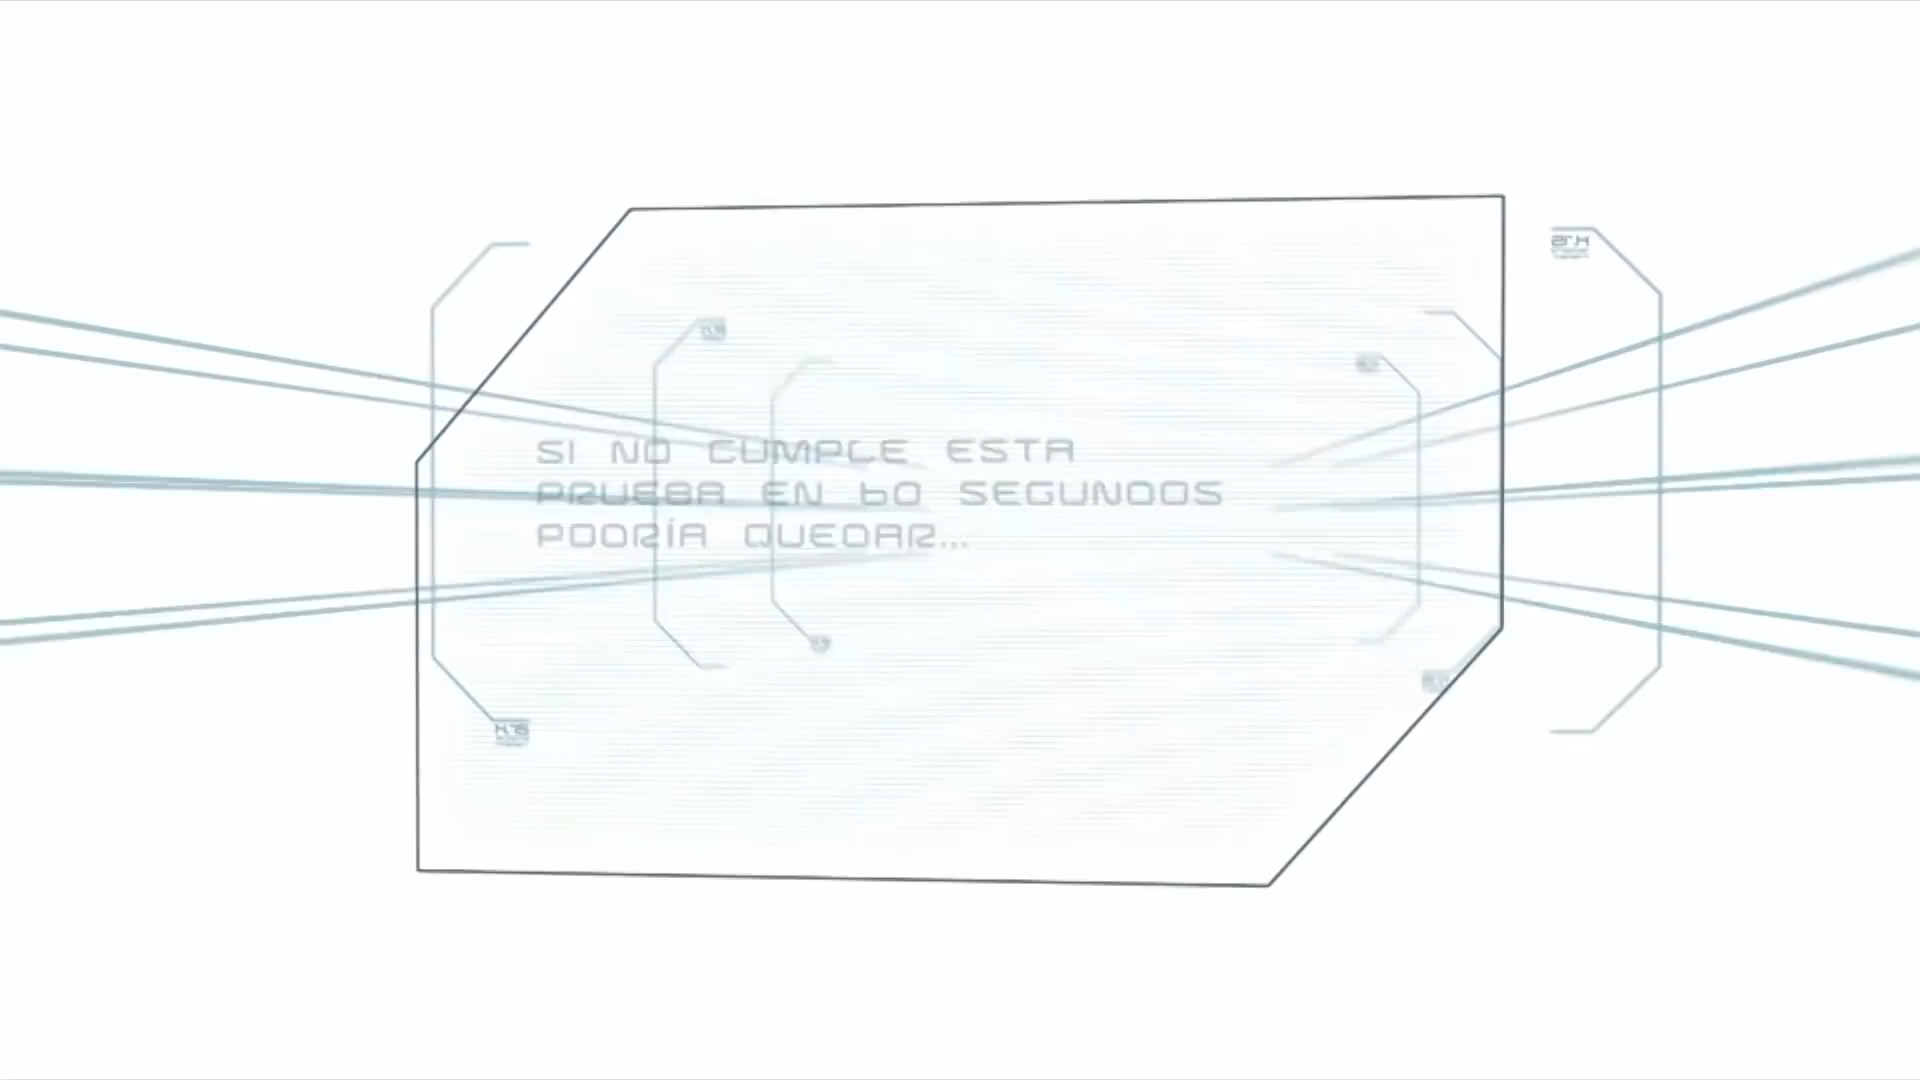 SI NO CUMPLE ESTA
PRUEBA EN 60 SEGUNDOS
PODRÍA QUEDAR...